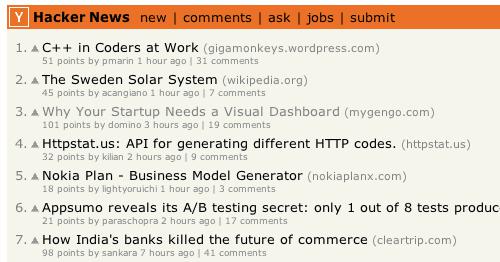 Y Hacker News new | comments | ask | jobs | submit
1. C++ in Coders at Work (gigamonkeys.wordpress.com)
51 points by pmarin 1 hour ago | 31 comments
2. The Sweden Solar System (wikipedia.org)
45 points by acangiano 1 hour ago | 7 comments
3. Why Your Startup Needs a Visual Dashboard (mygengo.com)
101 points by domino 3 hours ago | 19 comments
4. Httpstat.us: API for generating different HTTP codes. (httpstat.us)
32 points by kilian 2 hours ago | 9 comments
5. Nokia Plan - Business Model Generator (nokiaplanx.com)
18 points by lightyoruichi 1 hour ago | 3 comments
6. Appsumo reveals its A/B testing secret: only 1 out of 8 tests produc
21 points by paraschopra 2 hours ago | 17 comments
7. How India's banks killed the future of commerce (cleartrip.com)
98 points by sankara 7 hours ago | 41 comments